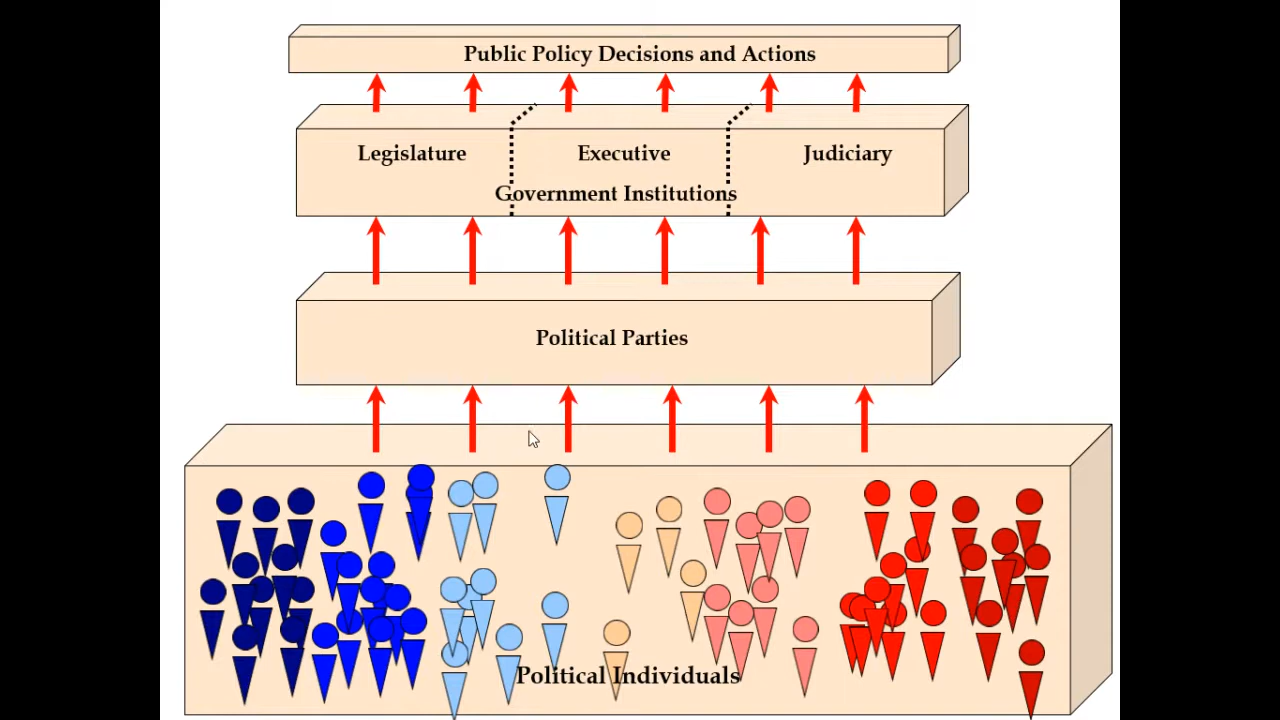 Public Policy Decisions and Actions
Legislature
Executive
Judiciary
Government Institutions
Political Parties
Political Individuals